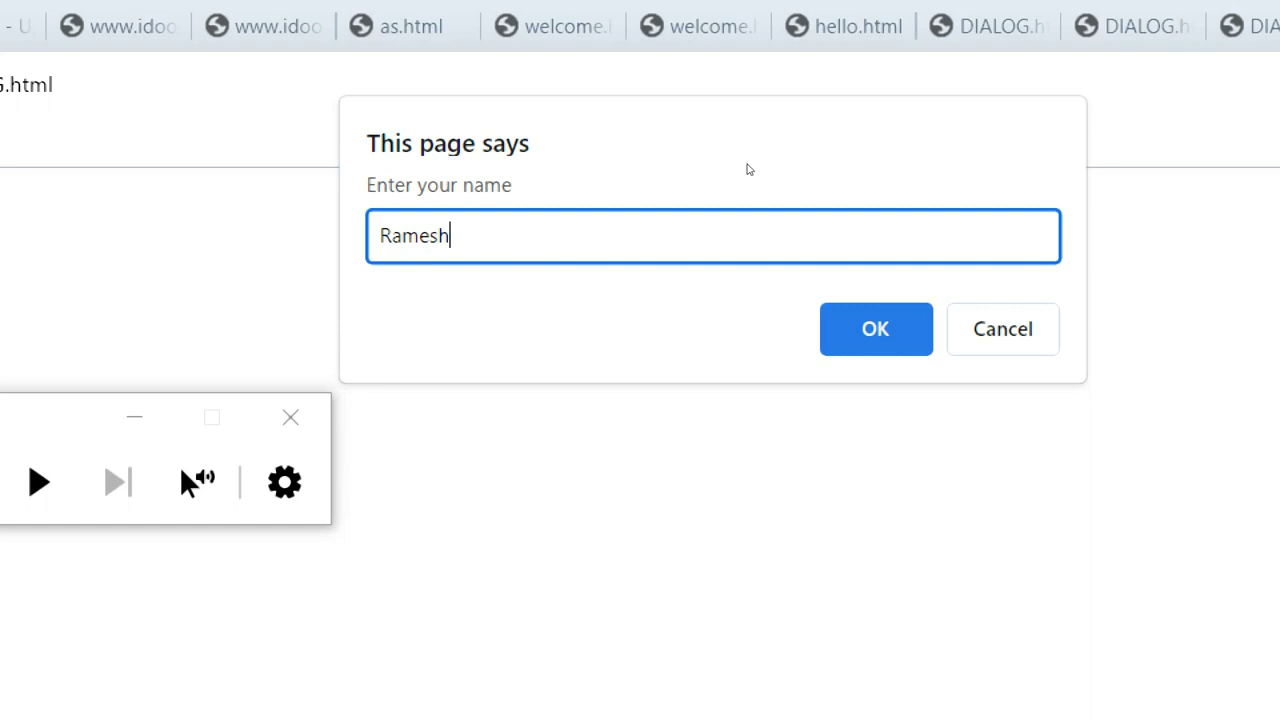 - U www.idoo www.idoo as.html welcome. welcome. hello.html DIALOG.h DIALOG.h DIA
G.html
This page says
Enter your name
Ramesh
OK Cancel